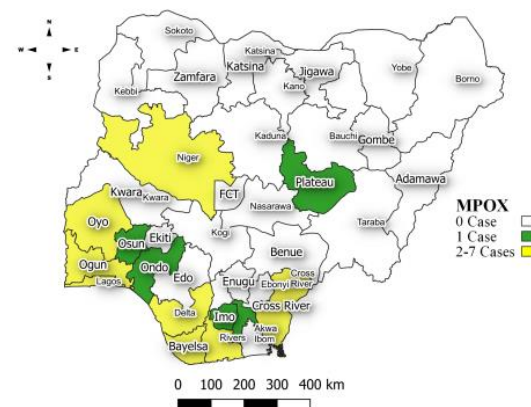 N
W
E
S
Sokoto
Katsina
Katsina
Jigawa
Yobe
Borno
Zamfara
Kebbi
Kano
Kaduna
Bauchi
Gombe
Niger
Plateau
Adamawa
FCT
Kwara
Kwara
Nasarawa
Taraba
Oyo
Kogi
Osun
Ekiti
Benue
Ogun
Ondo
Edo
Lagos
Enugu
Ebonyi
Cross
River
Delta
Imo
Cross River
Bayelsa
Rivers
Akwa
Ibom
MPOX
0 Case
1 Case
2-7 Cases
0 100 200 300 400 km